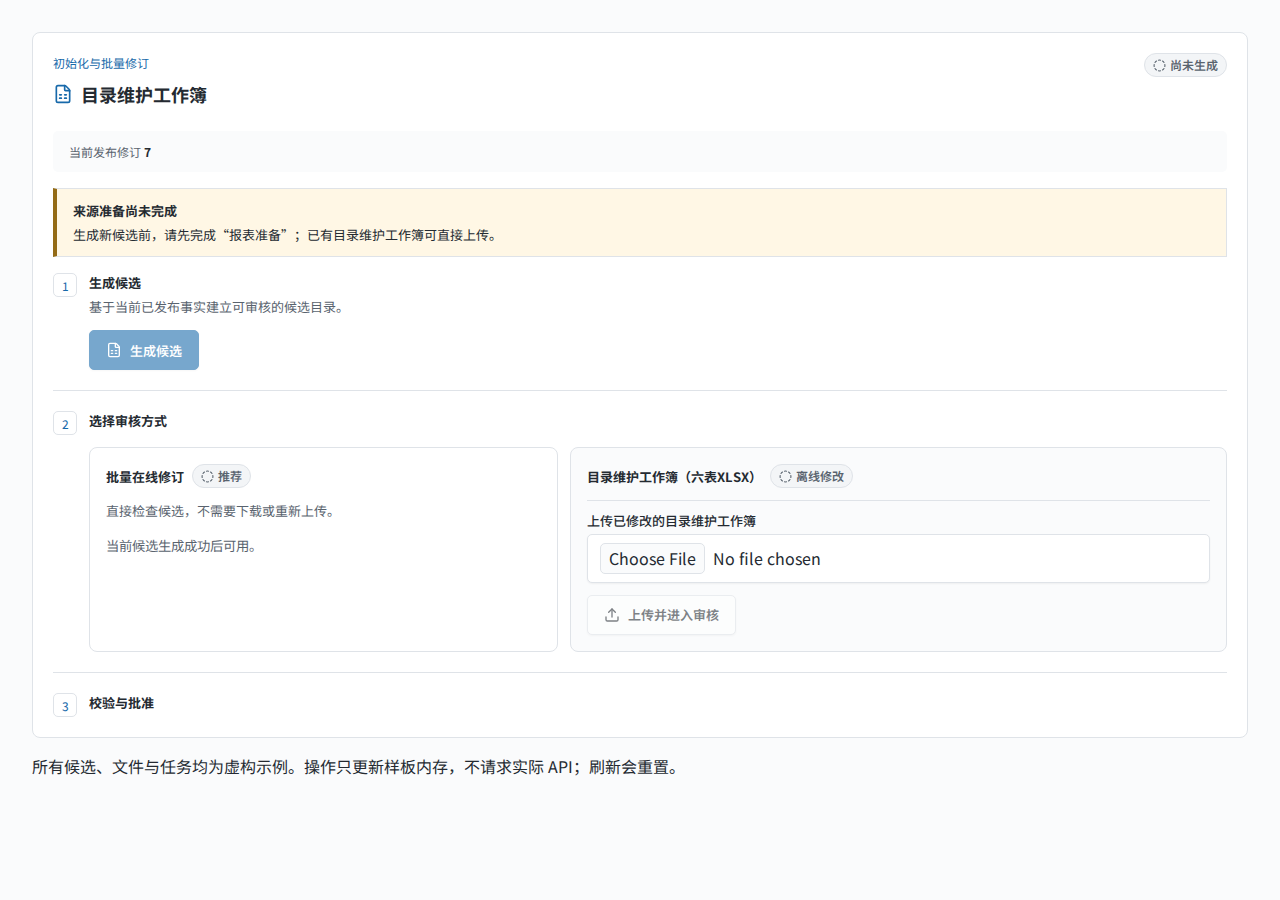 初始化与批量修订
尚未生成
目录维护工作簿
当前发布修订 7
来源准备尚未完成
生成新候选前，请先完成“报表准备”；已有目录维护工作簿可直接上传。
1
生成候选
基于当前已发布事实建立可审核的候选目录。
生成候选
2
选择审核方式
批量在线修订
推荐
直接检查候选，不需要下载或重新上传。
当前候选生成成功后可用。
目录维护工作簿（六表XLSX）
离线修改
上传已修改的目录维护工作簿
Choose File No file chosen
上传并进入审核
3
校验与批准
所有候选、文件与任务均为虚构示例。操作只更新样板内存，不请求实际 API；刷新会重置。